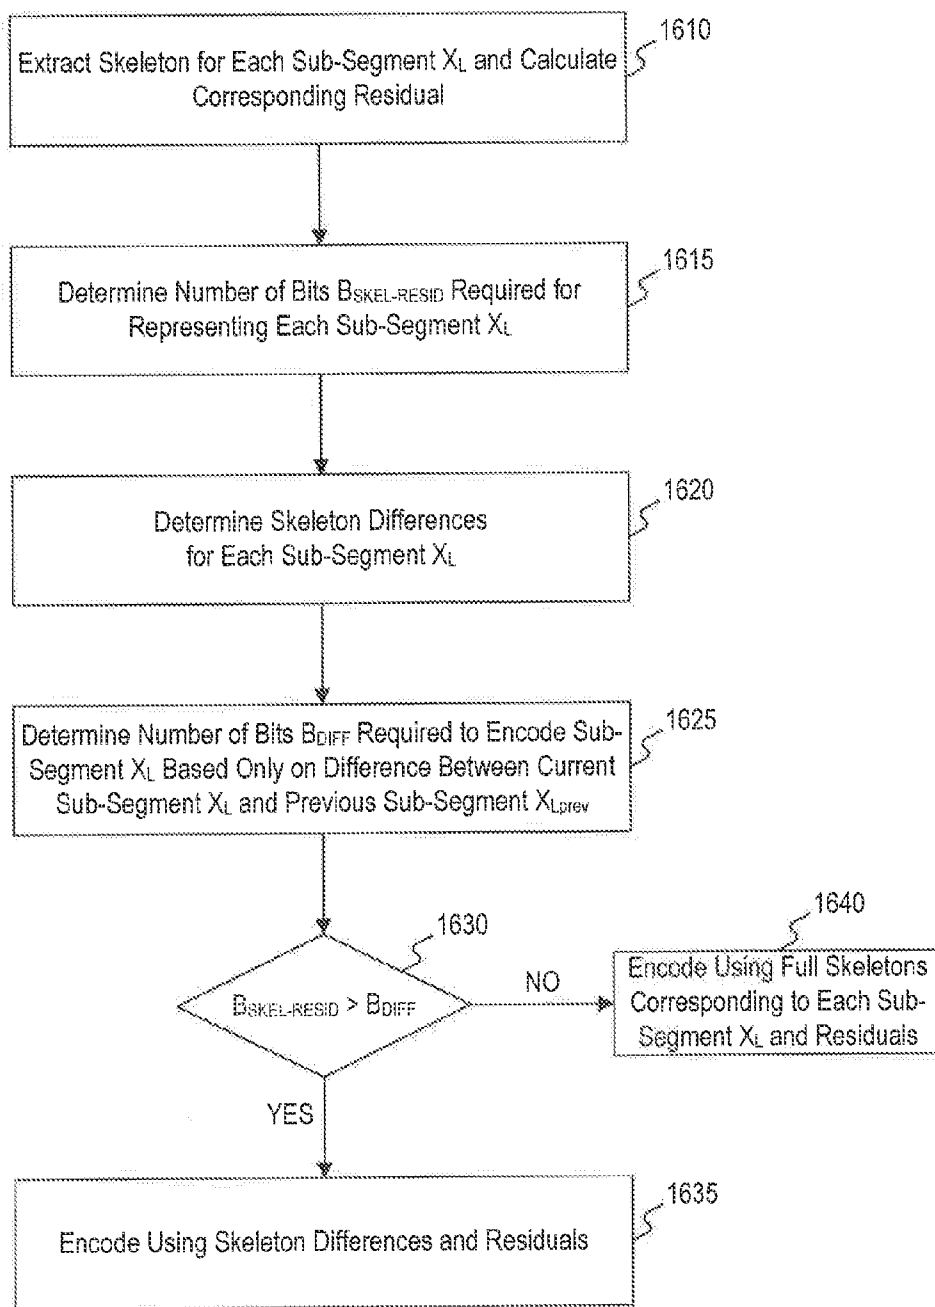 1610
Extract Skeleton for Each Sub-Segment XL and Calculate
Corresponding Residual
1615
Determine Number of Bits BSKEL-RESID Required for
Representing Each Sub-Segment XL
1620
Determine Skeleton Differences
for Each Sub-Segment XL
1625
Determine Number of Bits BDIFF Required to Encode Sub-
Segment XL Based Only on Difference Between Current
Sub-Segment XL and Previous Sub-Segment XLprev
1630
BSKEL-RESID > BDIFF
NO
1640
Encode Using Full Skeletons
Corresponding to Each Sub-
Segment XL and Residuals
YES
1635
Encode Using Skeleton Differences and Residuals